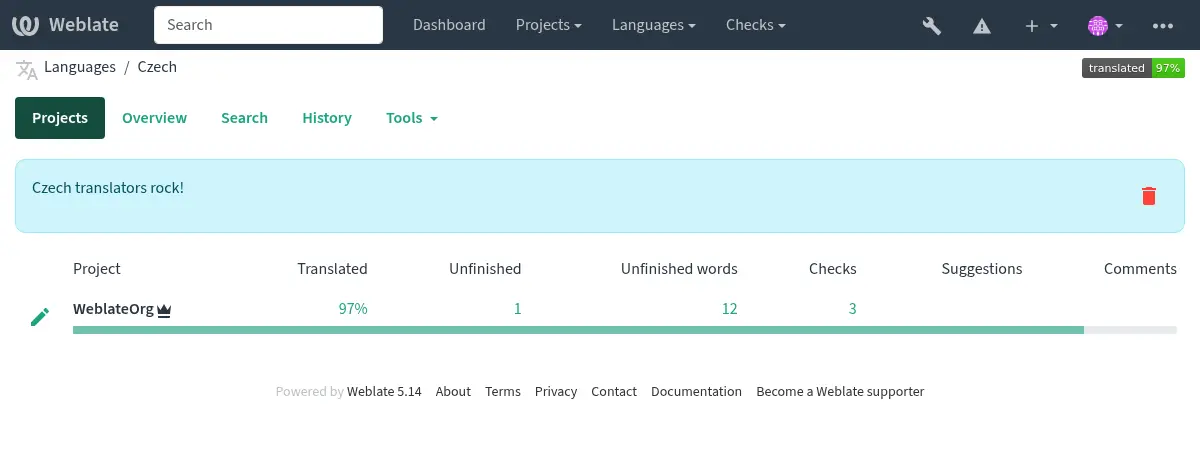 Weblate Search Dashboard Projects Languages Checks
Languages / Czech translated 97%
Projects Overview Search History Tools
Czech translators rock!
Project Translated Unfinished Unfinished words Checks Suggestions Comments
WeblateOrg 97% 1 12 3
Powered by Weblate 5.14 About Terms Privacy Contact Documentation Become a Weblate supporter